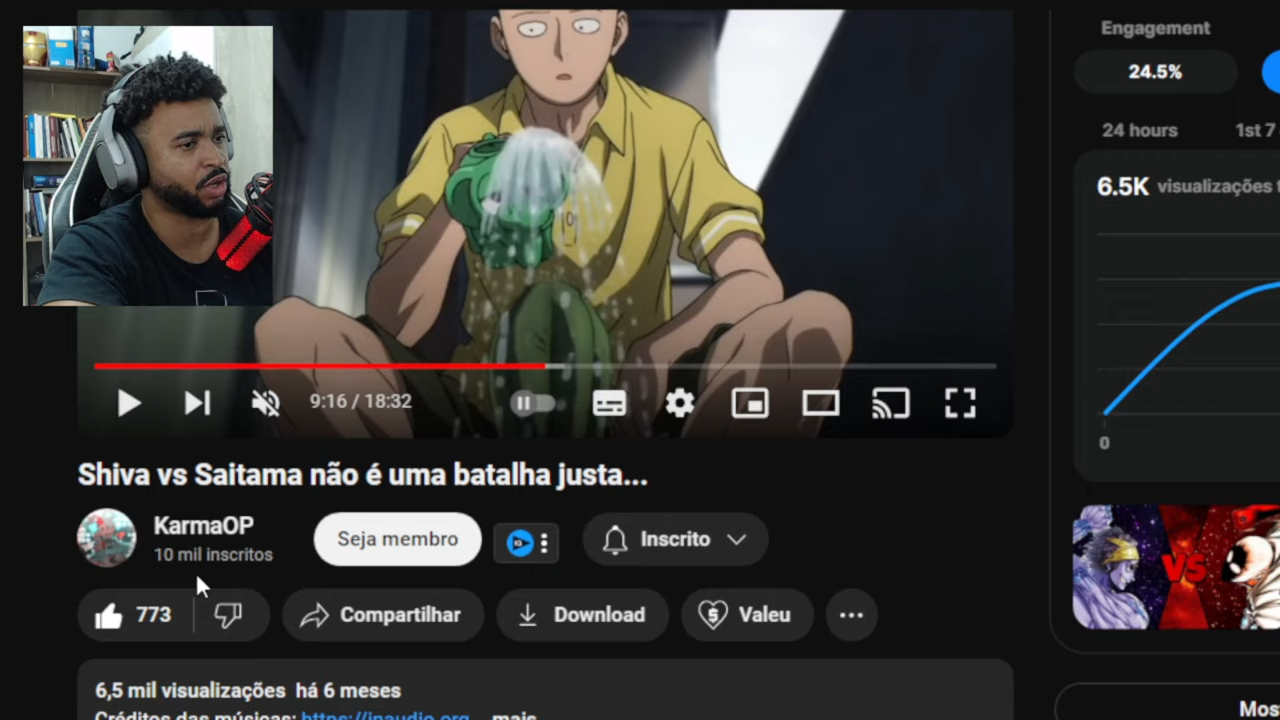 Engagement
24.5%
24 hours
1st 7
6.5K visualizações
0
9:16 / 18:32
Shiva vs Saitama não é uma batalha justa...
KarmaOP
10 mil inscritos
Seja membro
Inscrito
773
Compartilhar
Download
Valeu
VS
6,5 mil visualizações há 6 meses
Créditos das músicas: https://inaudio.org ...mais
Mos